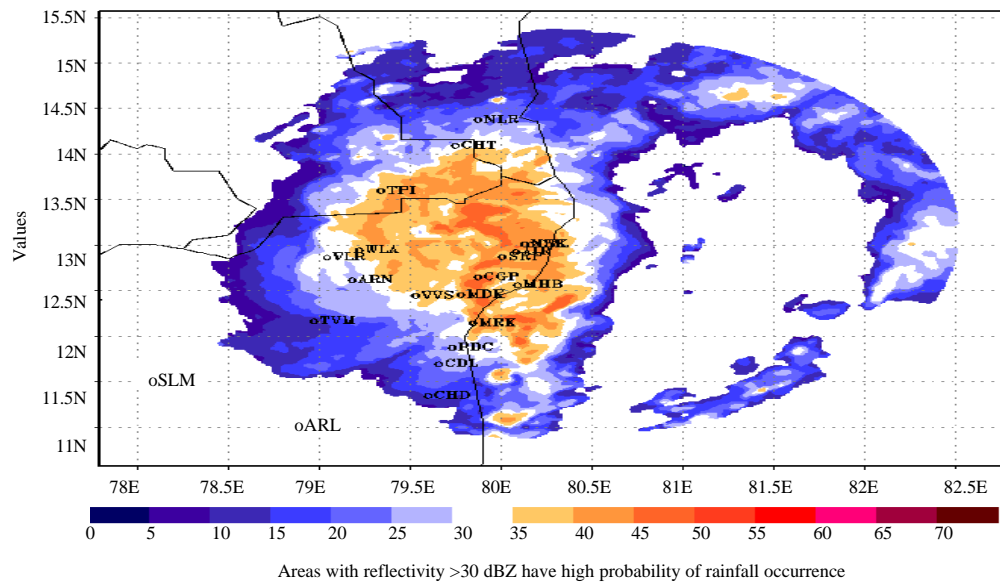 15.5N
15N
14.5N
oNLR
14N
oCHT
13.5N
oTPI
Values
13N
oWLA
oVLR
oSRP
12.5N
oARN
oCGP
oMHB
oVVS
oMDK
oTVM
oMRK
12N
oPDC
oCDL
oSLM
11.5N
oCHD
oARL
11N
78E 78.5E 79E 79.5E 80E 80.5E 81E 81.5E 82E 82.5E
0 5 10 15 20 25 30 35 40 45 50 55 60 65 70
Areas with reflectivity >30 dBZ have high probability of rainfall occurrence